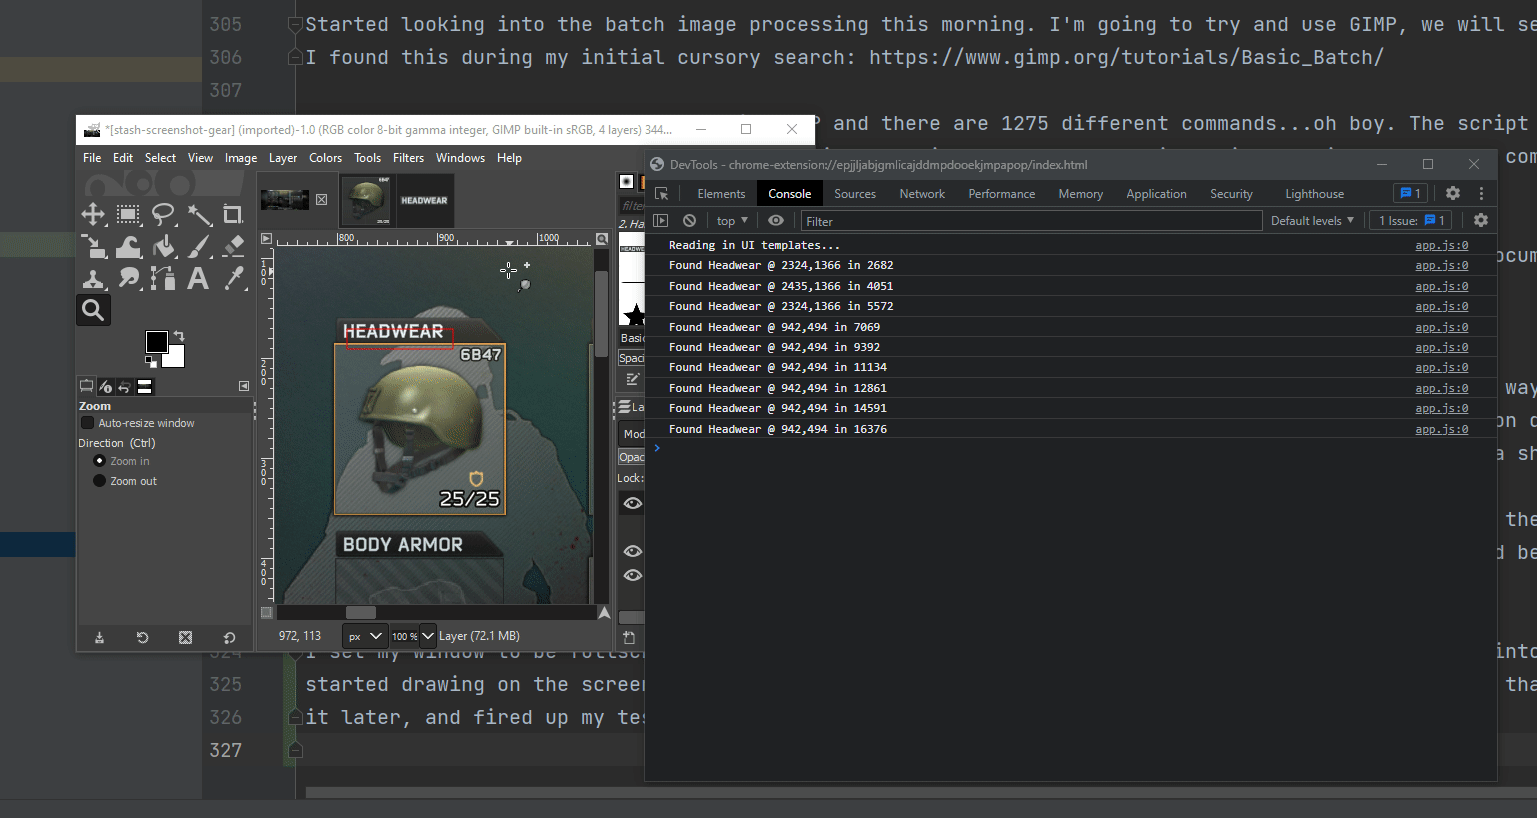 305 Started looking into the batch image processing this morning. I'm going to try and use GIMP, we will se
306 I found this during my initial cursory search: https://www.gimp.org/tutorials/Basic_Batch/
307
P and there are 1275 different commands...oh boy. The script
com
ocum
way
on
a sh
the
d be
into
324 I set my window to be
325 started drawing on the screen
tha
326 it later, and fired up my tes
327
*[stash-screenshot-gear] (imported)-1.0 (RGB color 8-bit gamma integer, GIMP built-in sRGB, 4 layers) 344...
File Edit Select View Image Layer Colors Tools Filters Windows Help
6B47
25/25
HEADWEAR
800 900 1000
100
200
300
400
HEADWEAR
6B47
25/25
BODY ARMOR
Zoom
Auto-resize window
Direction (Ctrl)
Zoom in
Zoom out
972, 113 px 100 % Layer (72.1 MB)
filter
2. Ha
HEADWEAR
Basic
Spaci
La
Mod
Opac
Lock:
DevTools - chrome-extension://epjjljabjgmlicajddmpdooekjmpapop/index.html
Elements Console Sources Network Performance Memory Application Security Lighthouse 1
top Filter Default levels 1 Issue: 1
Reading in UI templates... app.js:0
Found Headwear @ 2324,1366 in 2682 app.js:0
Found Headwear @ 2435,1366 in 4051 app.js:0
Found Headwear @ 2324,1366 in 5572 app.js:0
Found Headwear @ 942,494 in 7069 app.js:0
Found Headwear @ 942,494 in 9392 app.js:0
Found Headwear @ 942,494 in 11134 app.js:0
Found Headwear @ 942,494 in 12861 app.js:0
Found Headwear @ 942,494 in 14591 app.js:0
Found Headwear @ 942,494 in 16376 app.js:0